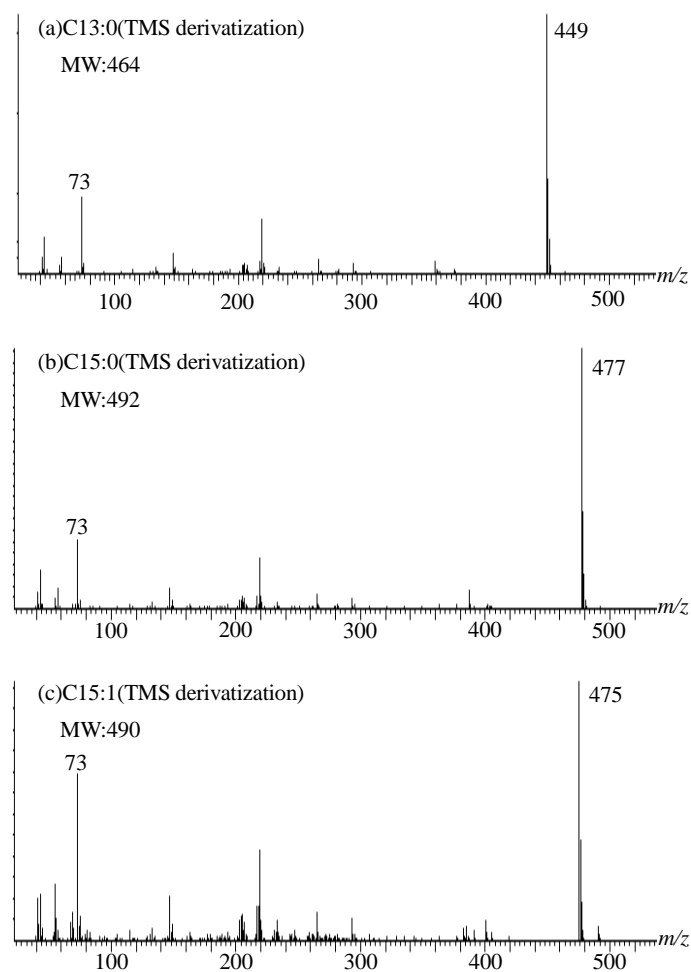 (a)C13:0(TMS derivatization)
449
MW:464
73
100 200 300 400 500 m/z
(b)C15:0(TMS derivatization)
477
MW:492
73
100 200 300 400 500 m/z
(c)C15:1(TMS derivatization)
475
MW:490
73
100 200 300 400 500 m/z